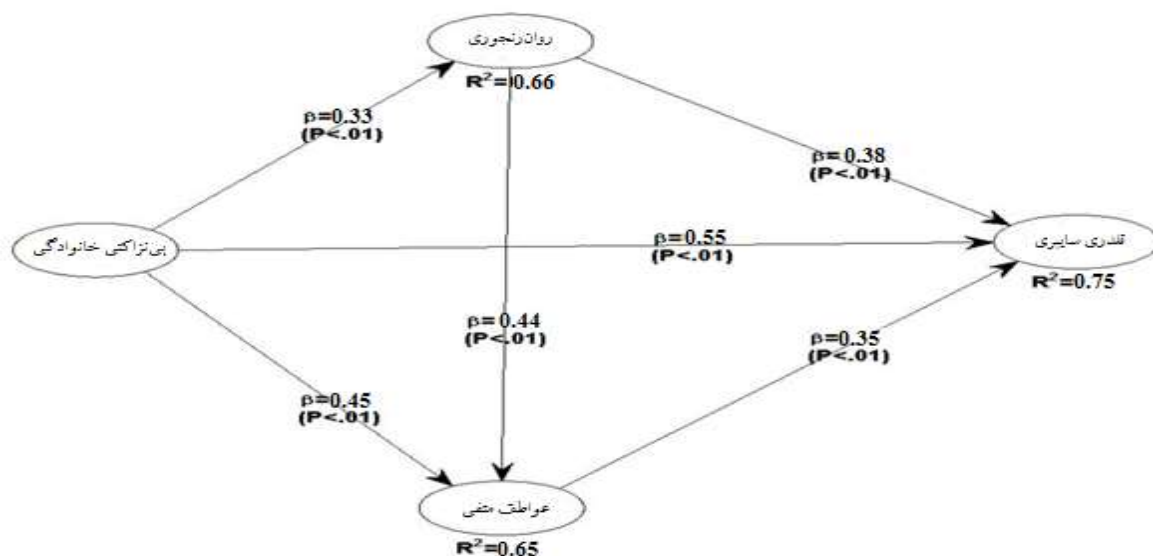 روان‌رنجوری
R²=0.66
β=0.33
(P<.01)
β=0.38
(P<.01)
بی‌نزاکتی خانوادگی
β=0.55
(P<.01)
قلدری سایبری
R²=0.75
β=0.44
(P<.01)
β=0.35
(P<.01)
β=0.45
(P<.01)
عواطف منفی
R²=0.65